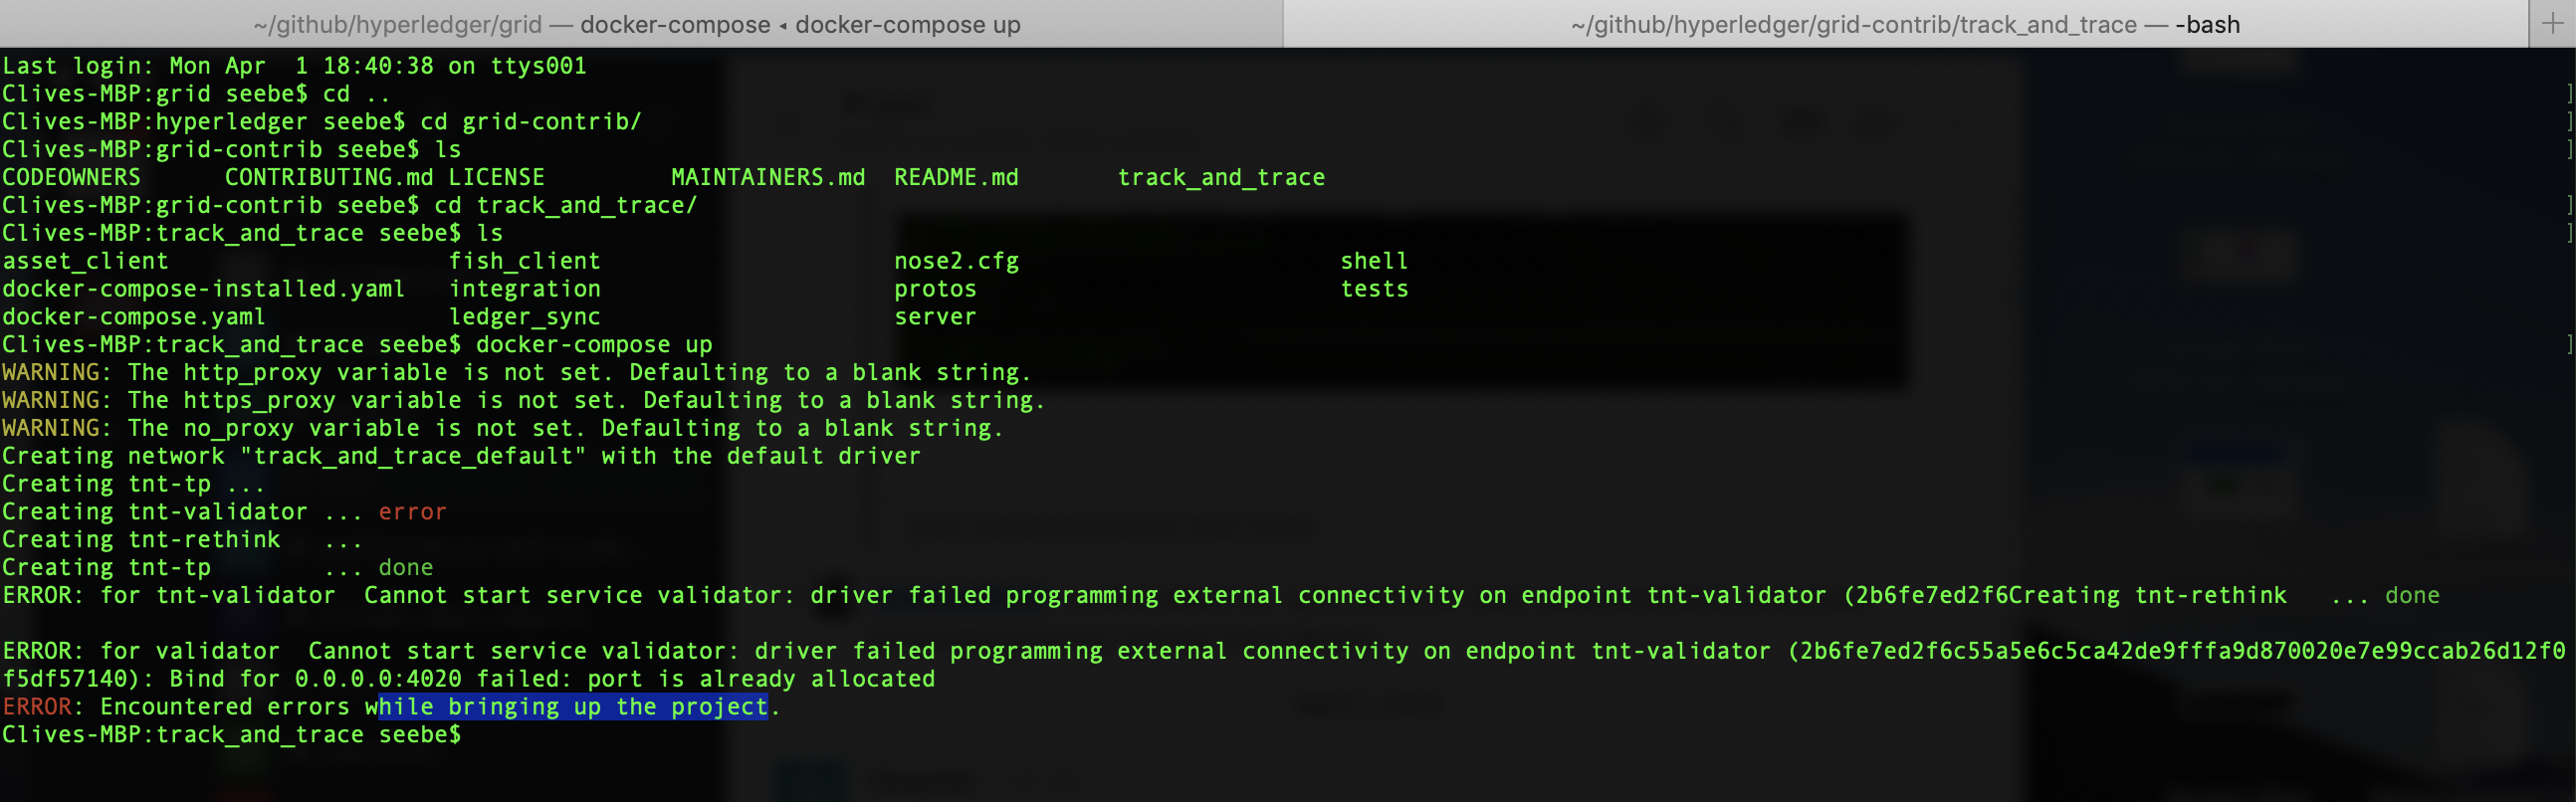 ~/github/hyperledger/grid — docker-compose ◂ docker-compose up
~/github/hyperledger/grid-contrib/track_and_trace — -bash
Last login: Mon Apr  1 18:40:38 on ttys001
Clives-MBP:grid seebe$ cd ..
Clives-MBP:hyperledger seebe$ cd grid-contrib/
Clives-MBP:grid-contrib seebe$ ls
CODEOWNERS      CONTRIBUTING.md LICENSE         MAINTAINERS.md  README.md       track_and_trace
Clives-MBP:grid-contrib seebe$ cd track_and_trace/
Clives-MBP:track_and_trace seebe$ ls
asset_client                    fish_client                     nose2.cfg                       shell
docker-compose-installed.yaml   integration                     protos                          tests
docker-compose.yaml             ledger_sync                     server
Clives-MBP:track_and_trace seebe$ docker-compose up
WARNING: The http_proxy variable is not set. Defaulting to a blank string.
WARNING: The https_proxy variable is not set. Defaulting to a blank string.
WARNING: The no_proxy variable is not set. Defaulting to a blank string.
Creating network "track_and_trace_default" with the default driver
Creating tnt-tp ...
Creating tnt-validator ... error
Creating tnt-rethink   ...
Creating tnt-tp        ... done
ERROR: for tnt-validator  Cannot start service validator: driver failed programming external connectivity on endpoint tnt-validator (2b6fe7ed2f6Creating tnt-rethink   ... done
ERROR: for validator  Cannot start service validator: driver failed programming external connectivity on endpoint tnt-validator (2b6fe7ed2f6c55a5e6c5ca42de9fffa9d870020e7e99ccab26d12f0
f5df57140): Bind for 0.0.0.0:4020 failed: port is already allocated
ERROR: Encountered errors while bringing up the project.
Clives-MBP:track_and_trace seebe$